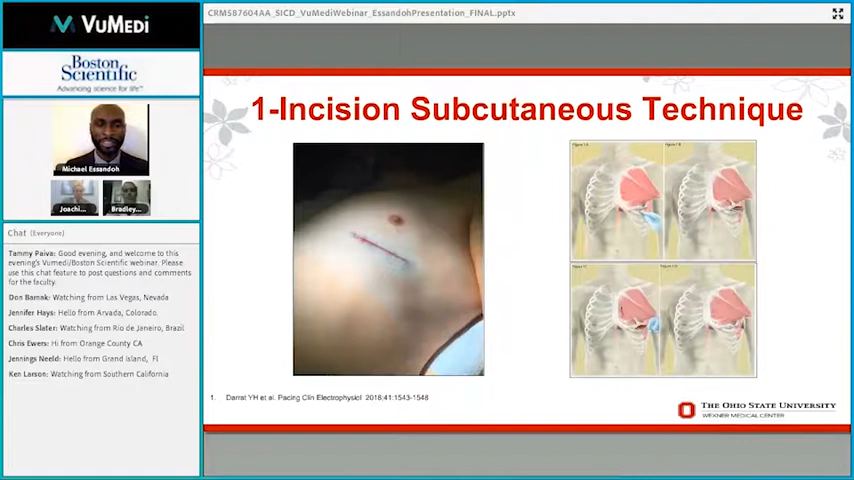 VuMEDi
CRM587604AA_SICD_VuMediWebinar_EssandohPresentation_FINAL.pptx
Boston
Scientific
Advancing science for life™
Michael Essandoh
Joachi...
Bradley...
Chat (Everyone)
Tammy Paiva: Good evening, and welcome to this
evening's Vumedi/Boston Scientific webinar. Please
use this chat feature to post questions and comments
for the faculty.
Don Barnak: Watching from Las Vegas, Nevada
Jennifer Hays: Hello from Arvada, Colorado.
Charles Slater: Watching from Rio de Janeiro, Brazil
Chris Ewers: Hi from Orange County CA
Jennings Neeld: Hello from Grand Island, FI
Ken Larson: Watching from Southern California
1-Incision Subcutaneous Technique
1. Darrat YH et al. Pacing Clin Electrophysiol 2018;41:1543-1548
THE OHIO STATE UNIVERSITY
WEXNER MEDICAL CENTER